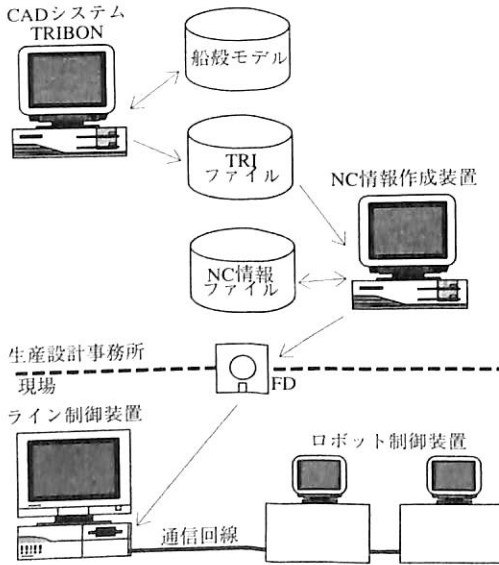 CADシステム
TRIBON
船殻モデル
TRI
ファイル
NC情報作成装置
NC情報
ファイル
生産設計事務所
FD
現場
ライン制御装置
ロボット制御装置
通信回線